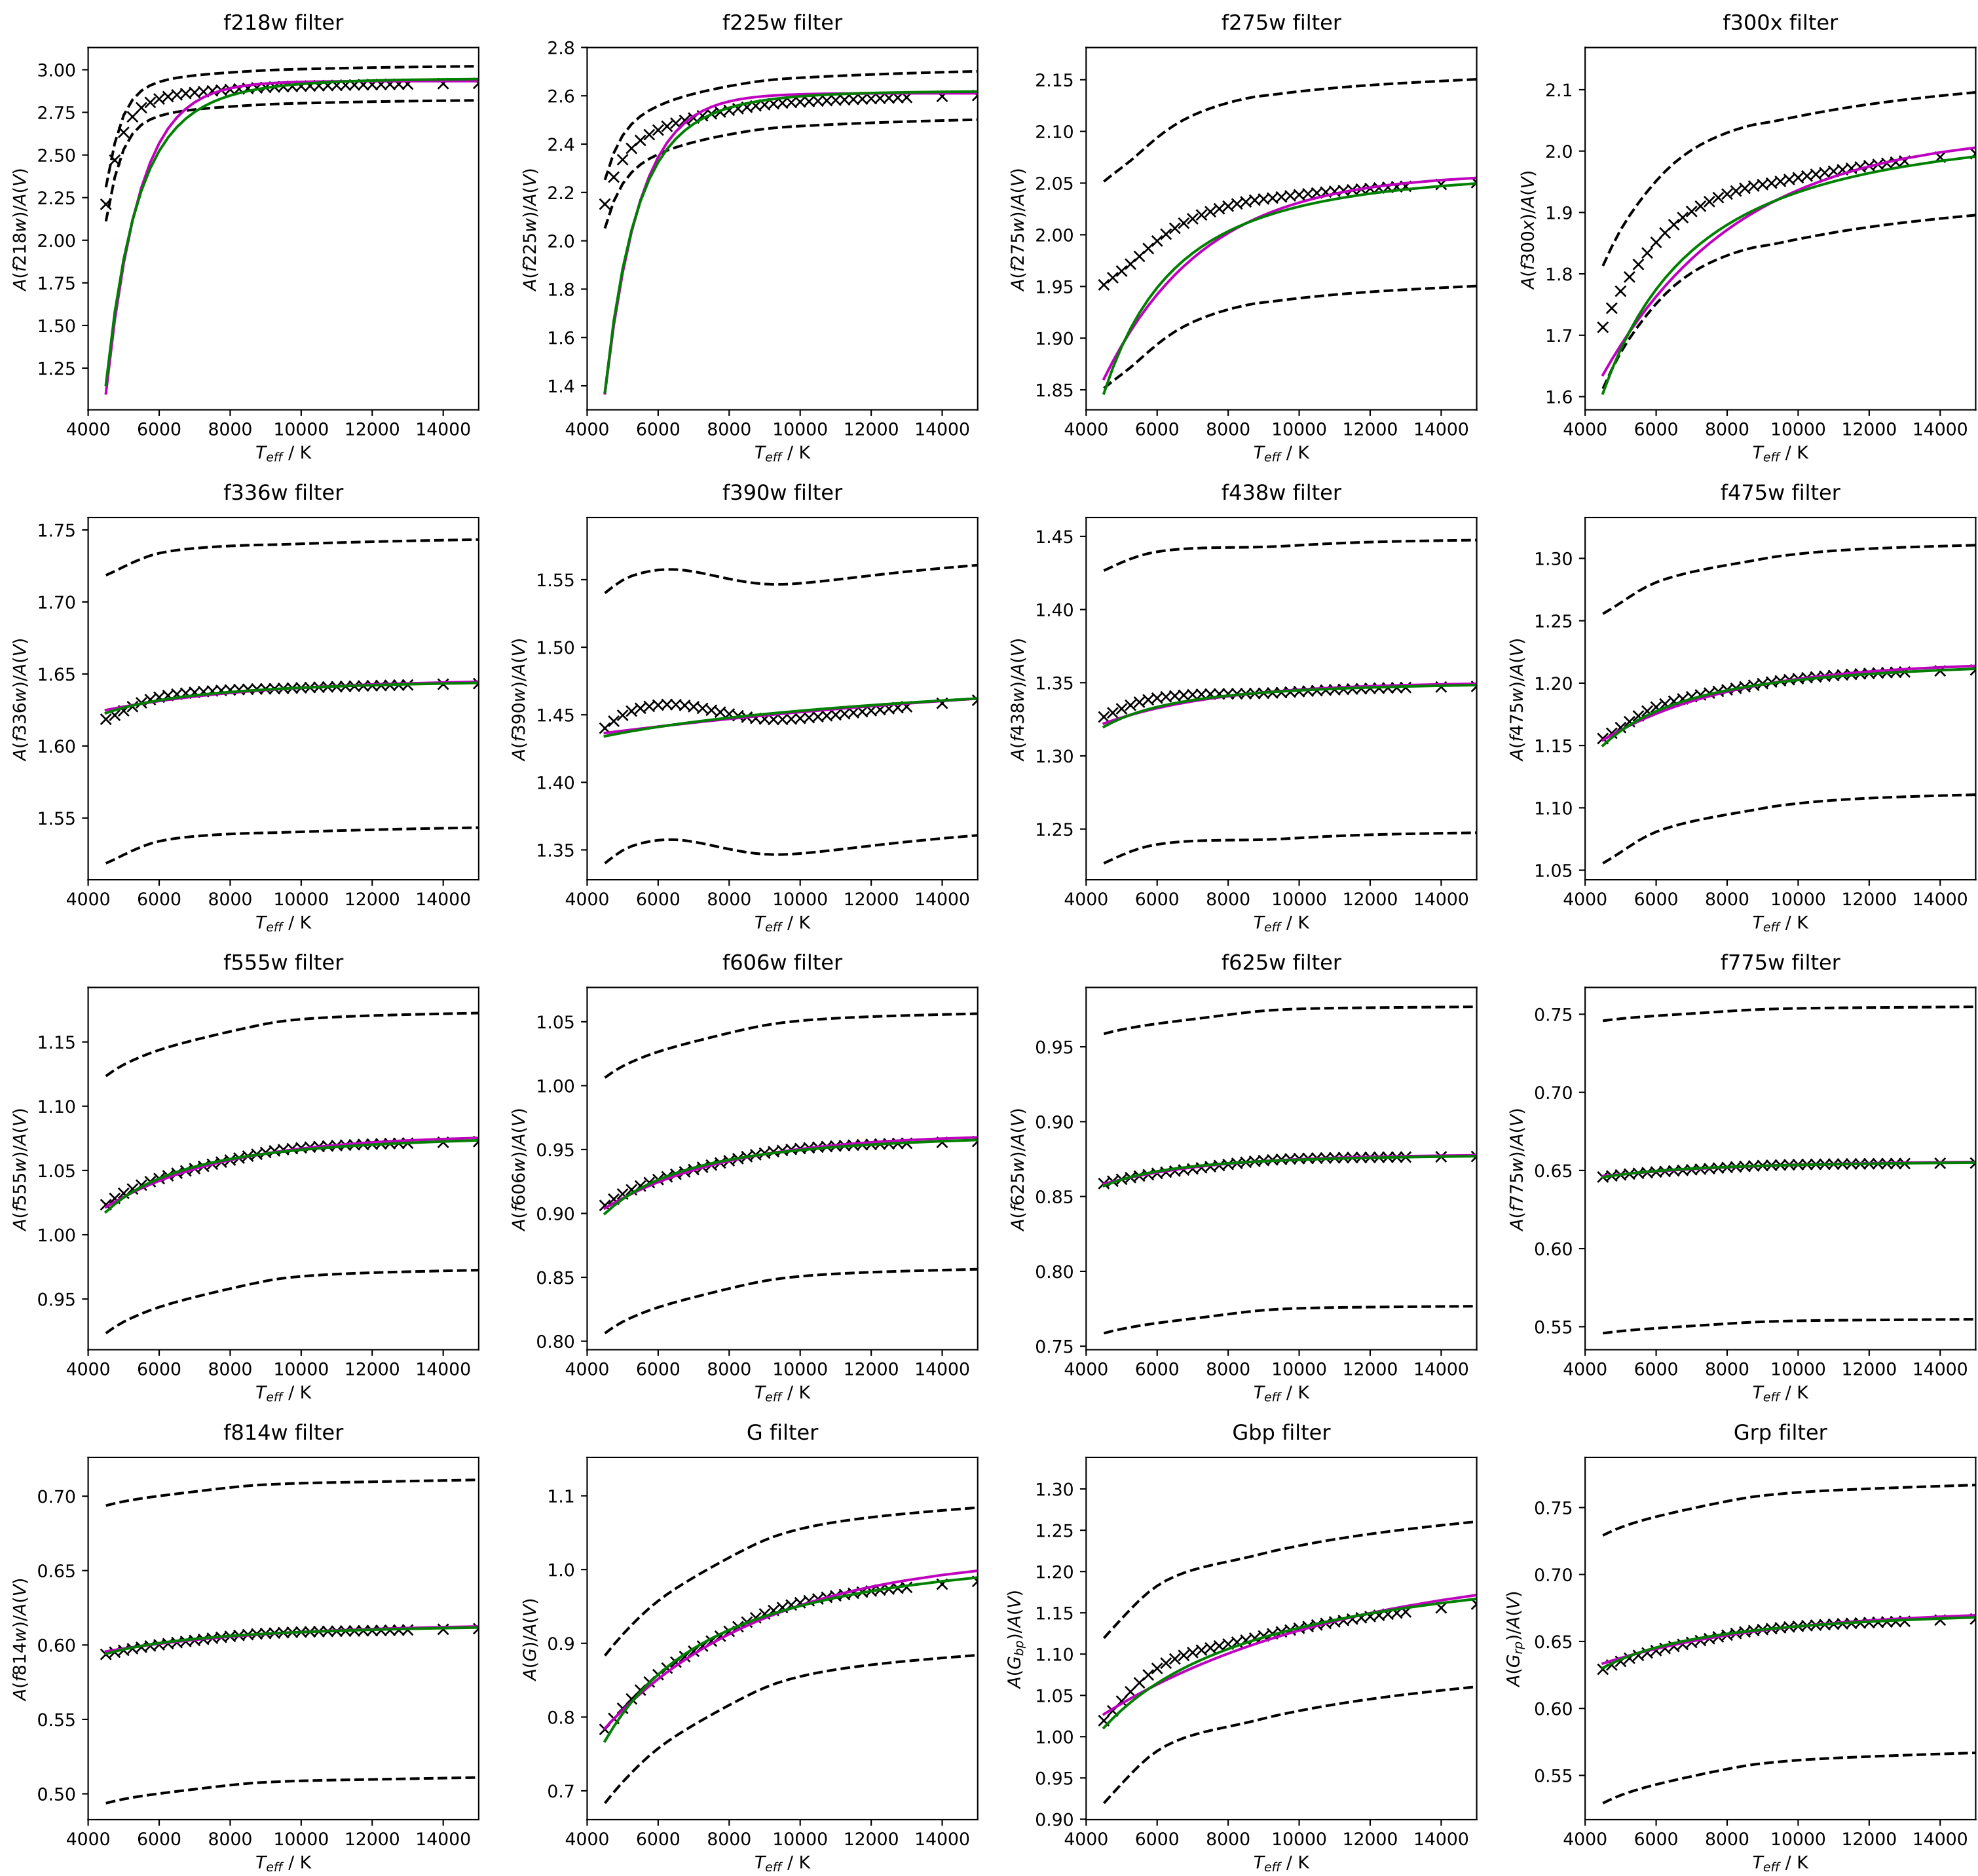 f218w filter
f225w filter
f275w filter
f300x filter
A(f218w)/A(V)
3.00
2.75
2.50
2.25
2.00
1.75
1.50
1.25
4000 6000 8000 10000 12000 14000
T_eff / K
A(f225w)/A(V)
2.8
2.6
2.4
2.2
2.0
1.8
1.6
1.4
4000 6000 8000 10000 12000 14000
T_eff / K
A(f275w)/A(V)
2.15
2.10
2.05
2.00
1.95
1.90
1.85
4000 6000 8000 10000 12000 14000
T_eff / K
A(f300x)/A(V)
2.1
2.0
1.9
1.8
1.7
1.6
4000 6000 8000 10000 12000 14000
T_eff / K
f336w filter
f390w filter
f438w filter
f475w filter
A(f336w)/A(V)
1.75
1.70
1.65
1.60
1.55
4000 6000 8000 10000 12000 14000
T_eff / K
A(f390w)/A(V)
1.55
1.50
1.45
1.40
1.35
4000 6000 8000 10000 12000 14000
T_eff / K
A(f438w)/A(V)
1.45
1.40
1.35
1.30
1.25
4000 6000 8000 10000 12000 14000
T_eff / K
A(f475w)/A(V)
1.30
1.25
1.20
1.15
1.10
1.05
4000 6000 8000 10000 12000 14000
T_eff / K
f555w filter
f606w filter
f625w filter
f775w filter
A(f555w)/A(V)
1.15
1.10
1.05
1.00
0.95
4000 6000 8000 10000 12000 14000
T_eff / K
A(f606w)/A(V)
1.05
1.00
0.95
0.90
0.85
0.80
4000 6000 8000 10000 12000 14000
T_eff / K
A(f625w)/A(V)
0.95
0.90
0.85
0.80
0.75
4000 6000 8000 10000 12000 14000
T_eff / K
A(f775w)/A(V)
0.75
0.70
0.65
0.60
0.55
4000 6000 8000 10000 12000 14000
T_eff / K
f814w filter
G filter
Gbp filter
Grp filter
A(f814w)/A(V)
0.70
0.65
0.60
0.55
0.50
4000 6000 8000 10000 12000 14000
T_eff / K
A(G)/A(V)
1.1
1.0
0.9
0.8
0.7
4000 6000 8000 10000 12000 14000
T_eff / K
A(G_bp)/A(V)
1.30
1.25
1.20
1.15
1.10
1.05
1.00
0.95
0.90
4000 6000 8000 10000 12000 14000
T_eff / K
A(G_rp)/A(V)
0.75
0.70
0.65
0.60
0.55
4000 6000 8000 10000 12000 14000
T_eff / K